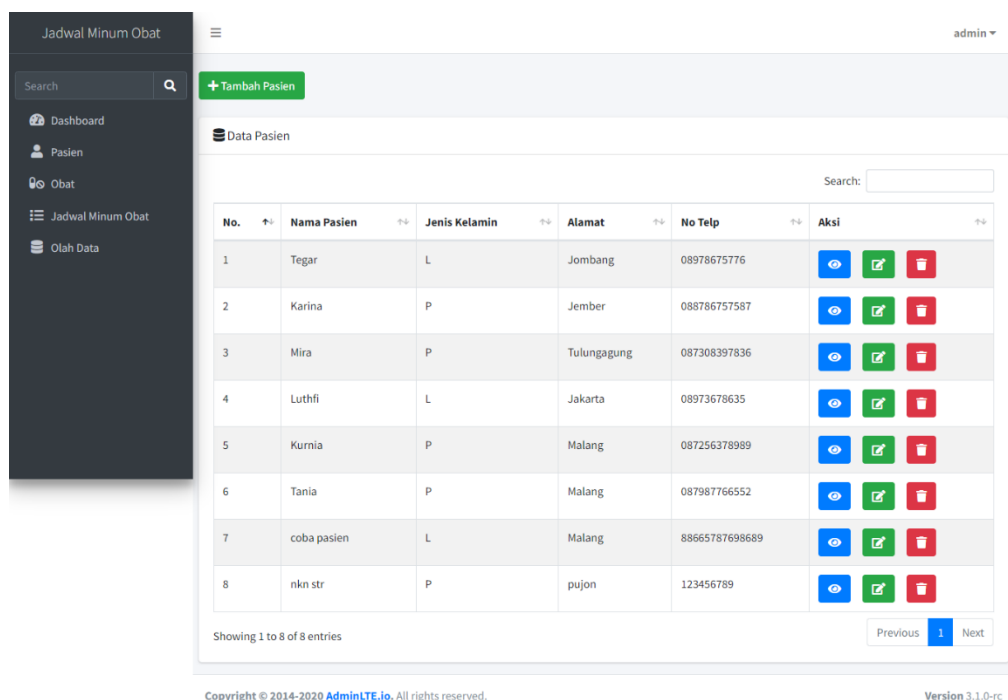 Jadwal Minum Obat
admin
Search
Dashboard
Pasien
Obat
Jadwal Minum Obat
Olah Data
Tambah Pasien
Data Pasien
Search:
No. Nama Pasien Jenis Kelamin Alamat No Telp Aksi
1 Tegar L Jombang 08978675776
2 Karina P Jember 088786757587
3 Mira P Tulungagung 087308397836
4 Luthfi L Jakarta 08973678635
5 Kurnia P Malang 087256378989
6 Tania P Malang 087987766552
7 coba pasien L Malang 88665787698689
8 nkn str P pujon 123456789
Showing 1 to 8 of 8 entries
Previous 1 Next
Copyright © 2014-2020 AdminLTE.io. All rights reserved.
Version 3.1.0-rc